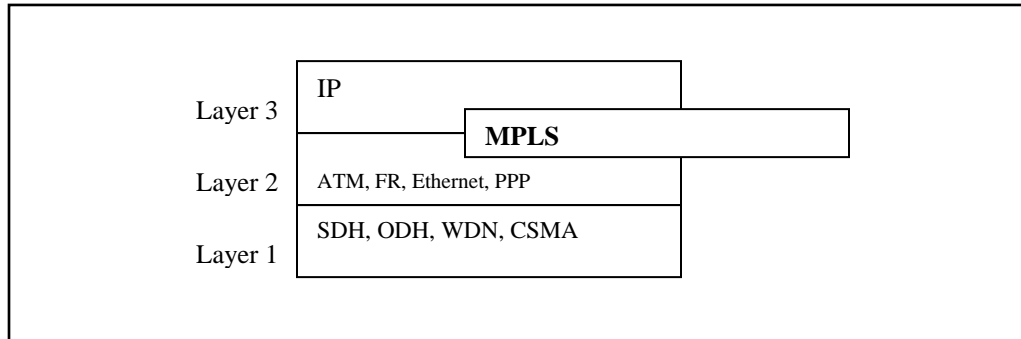 IP
Layer 3
MPLS
Layer 2 ATM, FR, Ethernet, PPP
SDH, ODH, WDN, CSMA
Layer 1